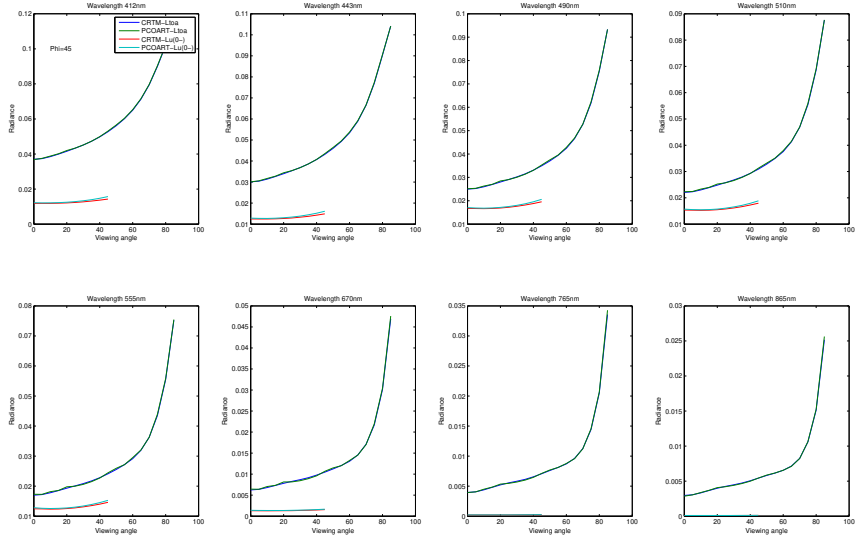 Wavelength 412nm
0.12
0.1
0.08
0.06
0.04
0.02
0
Radiance
Phi=45
CRTM−Ltoa
PCOART−Ltoa
CRTM−Lu(0−)
PCOART−Lu(0−)
0 20 40 60 80 100
Viewing angle
Wavelength 443nm
0.11
0.1
0.09
0.08
0.07
0.06
0.05
0.04
0.03
0.02
0.01
Radiance
0 20 40 60 80 100
Viewing angle
Wavelength 490nm
0.1
0.09
0.08
0.07
0.06
0.05
0.04
0.03
0.02
0.01
Radiance
0 20 40 60 80 100
Viewing angle
Wavelength 510nm
0.09
0.08
0.07
0.06
0.05
0.04
0.03
0.02
0.01
Radiance
0 20 40 60 80 100
Viewing angle
Wavelength 555nm
0.08
0.07
0.06
0.05
0.04
0.03
0.02
0.01
Radiance
0 20 40 60 80 100
Viewing angle
Wavelength 670nm
0.05
0.045
0.04
0.035
0.03
0.025
0.02
0.015
0.01
0.005
0
Radiance
0 20 40 60 80 100
Viewing angle
Wavelength 765nm
0.035
0.03
0.025
0.02
0.015
0.01
0.005
0
Radiance
0 20 40 60 80 100
Viewing angle
Wavelength 865nm
0.03
0.025
0.02
0.015
0.01
0.005
0
Radiance
0 20 40 60 80 100
Viewing angle